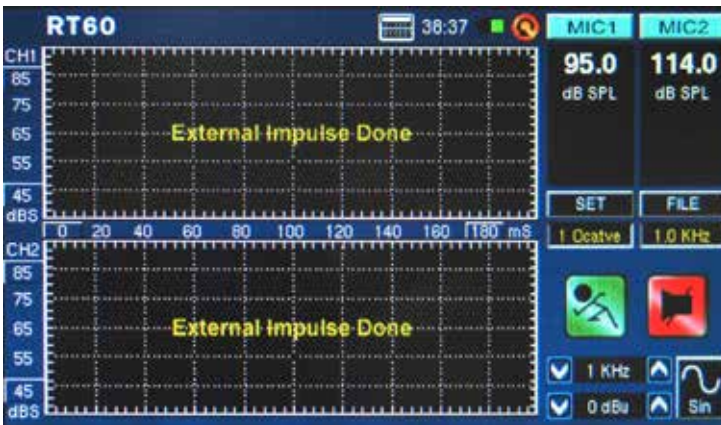 RT60 38:37 MIC1 MIC2
CH1
85
75
65
55
45
dBS
External Impulse Done
95.0 114.0
dB SPL dB SPL
SET FILE
1 Ocatve 1.0 KHz
0 20 40 60 80 100 120 140 160 180 mS
CH2
85
75
65
55
45
dBS
External Impulse Done
1 KHz
0 dBu
Sin